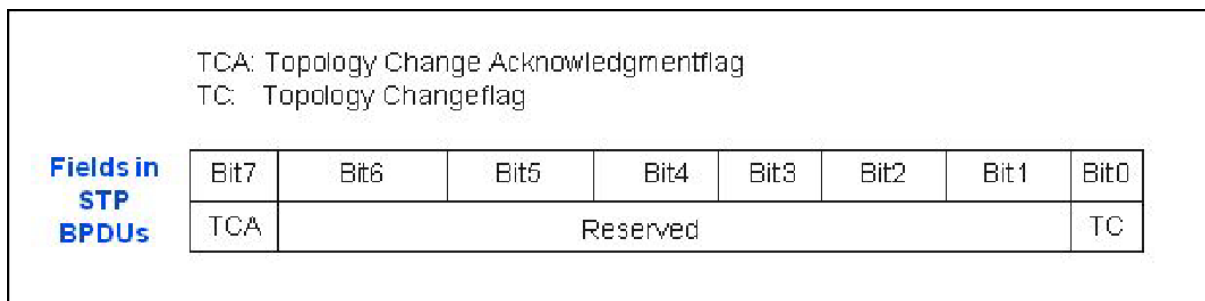 TCA: Topology Change Acknowledgmentflag
TC: Topology Changeflag
Fields in
STP
BPDUs
Bit7 Bit6 Bit5 Bit4 Bit3 Bit2 Bit1 Bit0
TCA Reserved TC